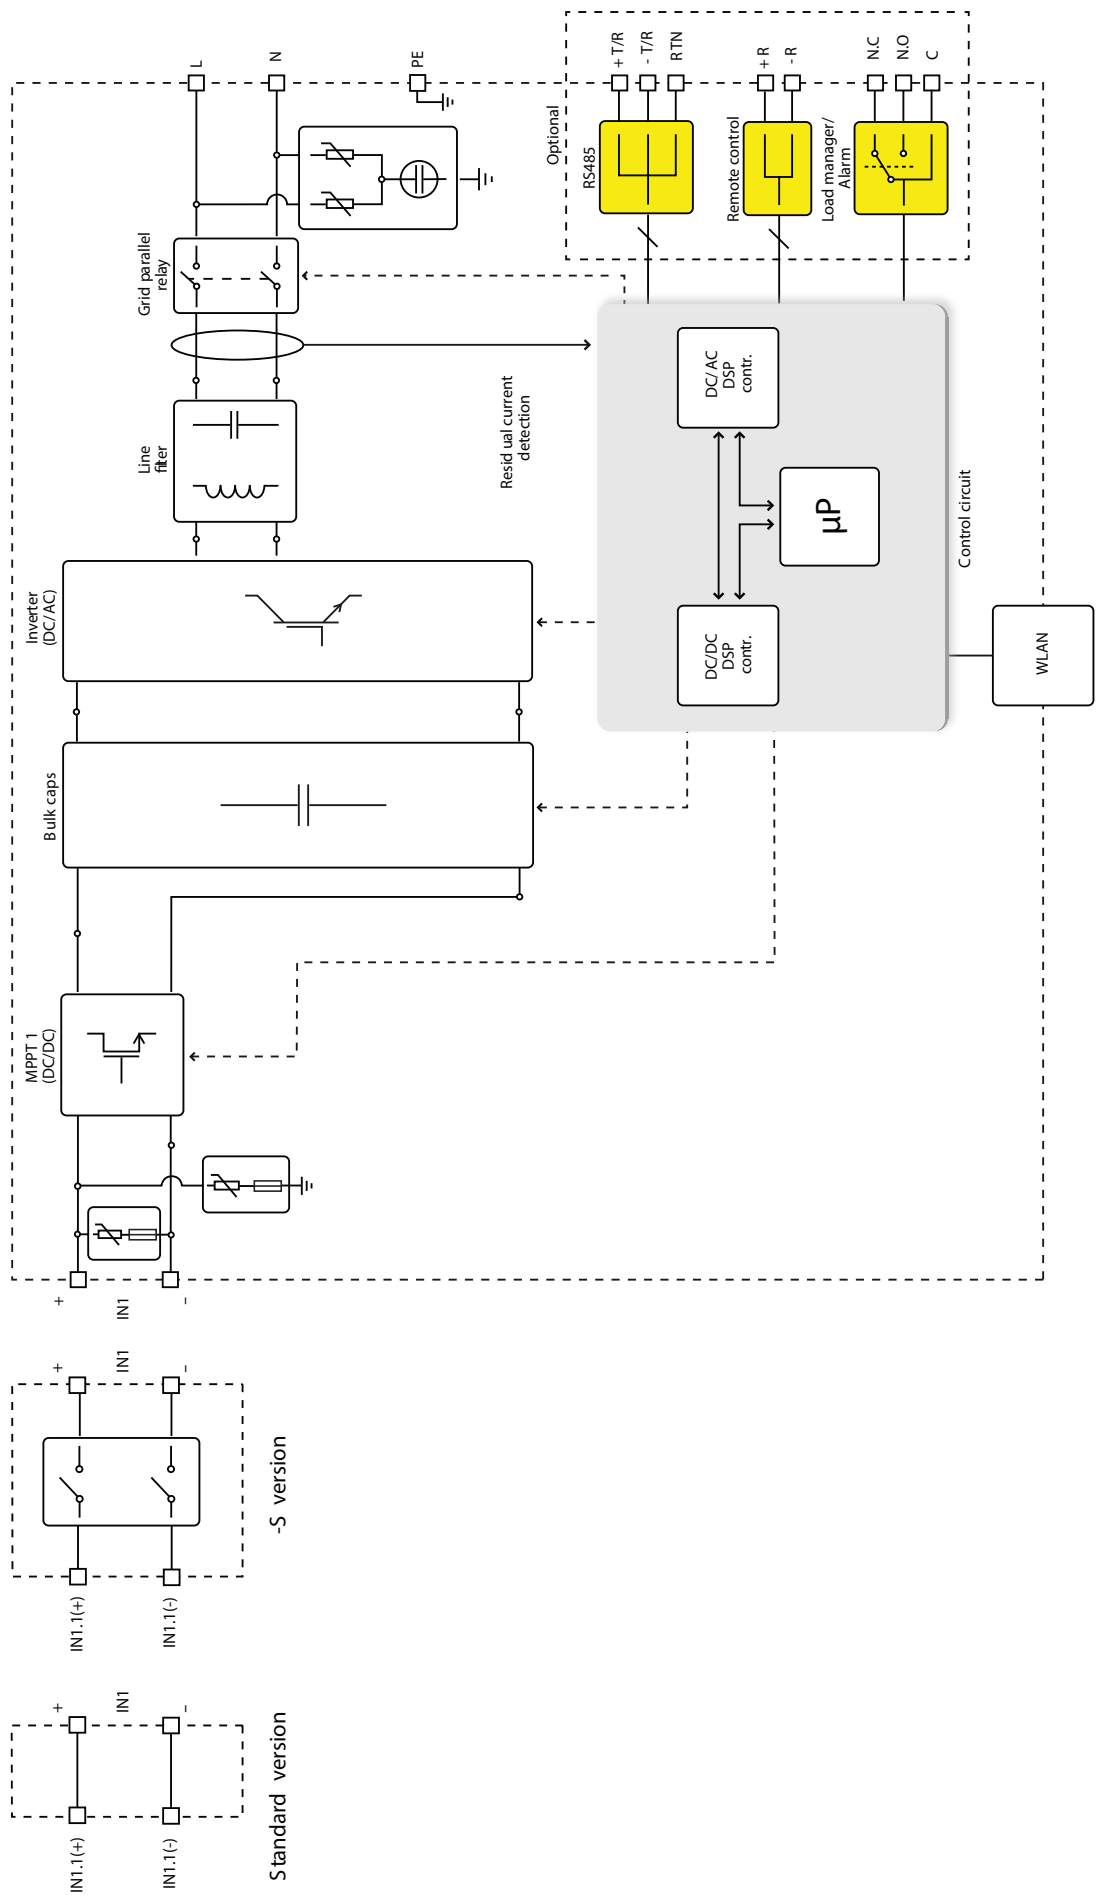 Standard version
IN1.1(+)
IN1.1(-)
+
IN1
–
-S version
IN1.1(+)
IN1.1(-)
+
IN1
–
+
IN1
–
MPPT 1
(DC/DC)
Bulk caps
Inverter
(DC/AC)
Line
filter
Grid parallel
relay
L
N
PE
Residual current
detection
Optional
RS485
+ T/R
- T/R
RTN
Remote control
+ R
- R
Load manager/
Alarm
N.C
N.O
C
DC/DC
DSP
contr.
DC/AC
DSP
contr.
µP
Control circuit
WLAN